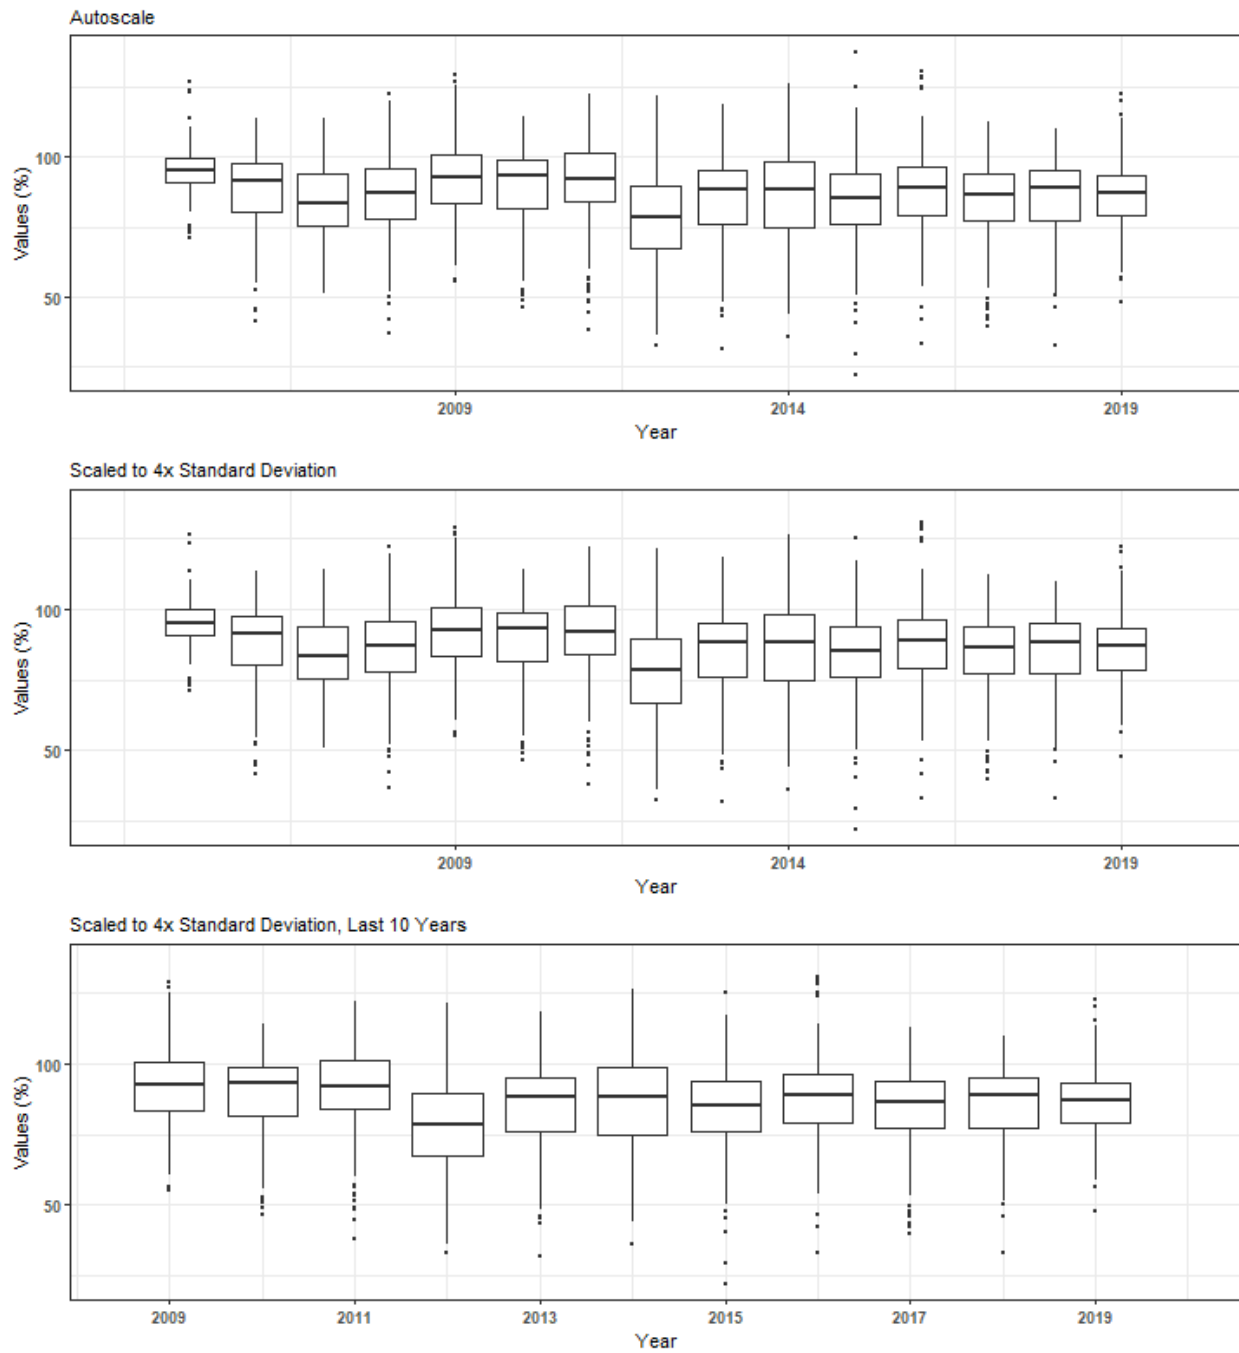 Autoscale
Values (%)
100
50
2009 2014 2019
Year
Scaled to 4x Standard Deviation
Values (%)
100
50
2009 2014 2019
Year
Scaled to 4x Standard Deviation, Last 10 Years
Values (%)
100
50
2009 2011 2013 2015 2017 2019
Year